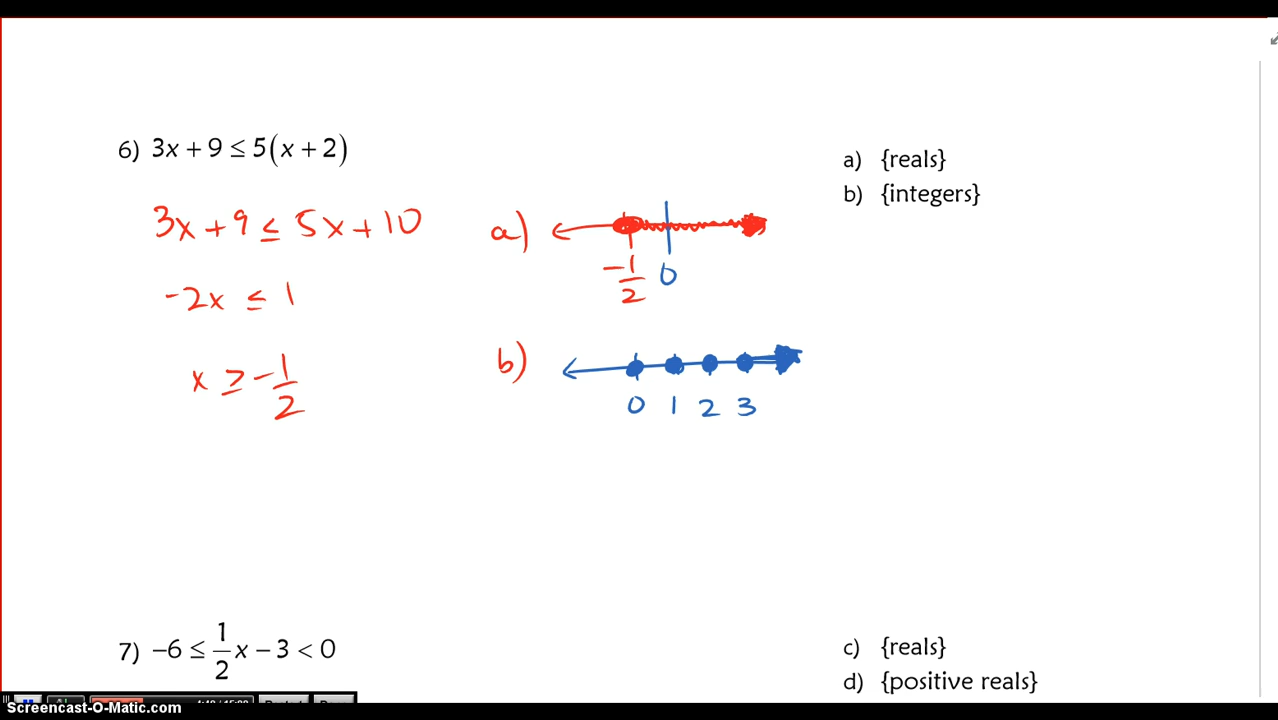 6) 3x + 9 ≤ 5(x + 2)
a) {reals}
b) {integers}
3x + 9 ≤ 5x + 10
-2x ≤ 1
x ≥ -1/2
a)
-1/2 0
b)
0 1 2 3
7) −6 ≤ 1/2 x − 3 < 0
c) {reals}
d) {positive reals}
Screencast-O-Matic.com